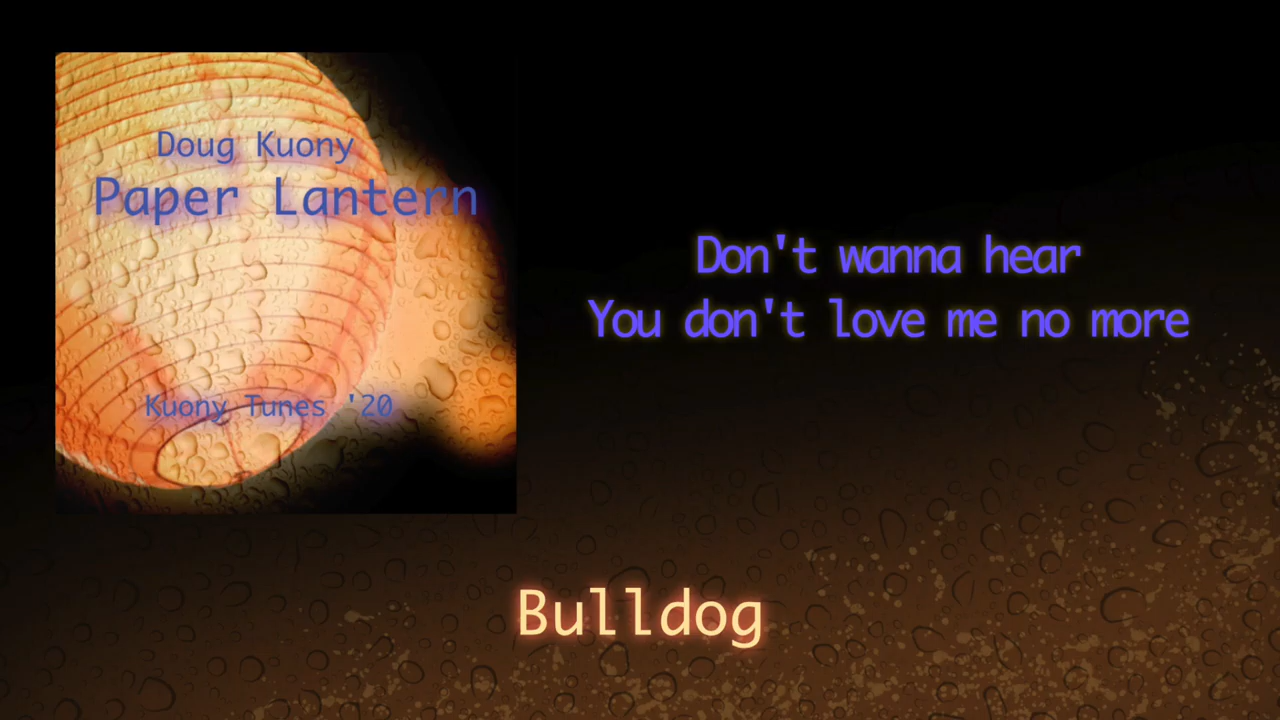 Doug Kuony
Paper Lantern
Kuony Tunes '20
Don't wanna hear
You don't love me no more
Bulldog